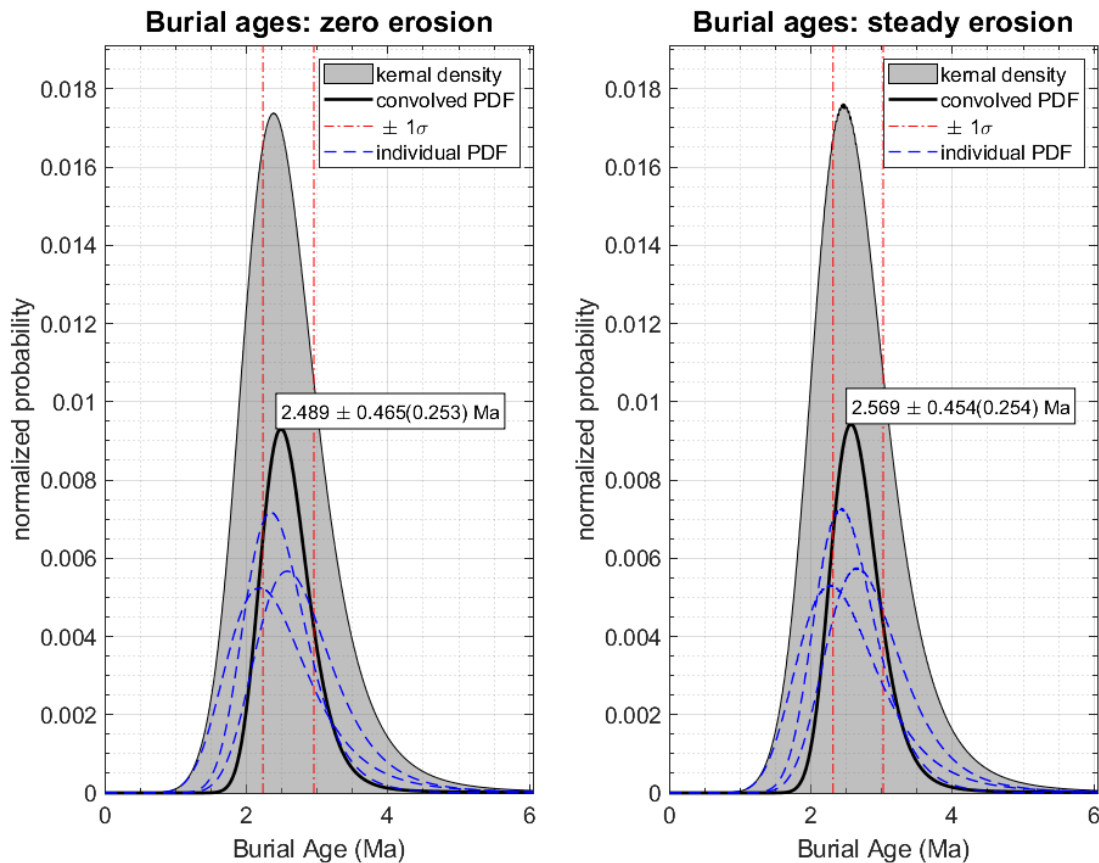 Burial ages: zero erosion
0.018
0.016
0.014
0.012
0.01
0.008
0.006
0.004
0.002
0
normalized probability
kernal density
convolved PDF
± 1σ
individual PDF
2.489 ± 0.465(0.253) Ma
0
2
4
6
Burial Age (Ma)
Burial ages: steady erosion
0.018
0.016
0.014
0.012
0.01
0.008
0.006
0.004
0.002
0
normalized probability
kernal density
convolved PDF
± 1σ
individual PDF
2.569 ± 0.454(0.254) Ma
0
2
4
6
Burial Age (Ma)